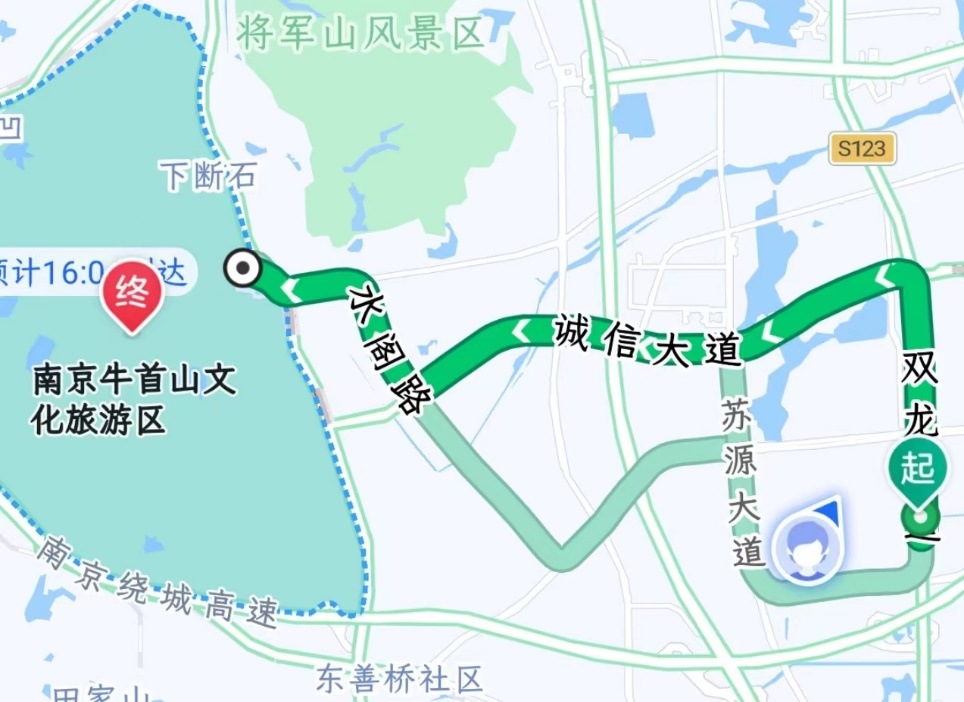 将军山风景区
凹
S123
下断石
预计16:0
达
终
水阁路
诚信大道
双龙
南京牛首山文
化旅游区
苏源大道
起
南京绕城高速
东善桥社区
田家山